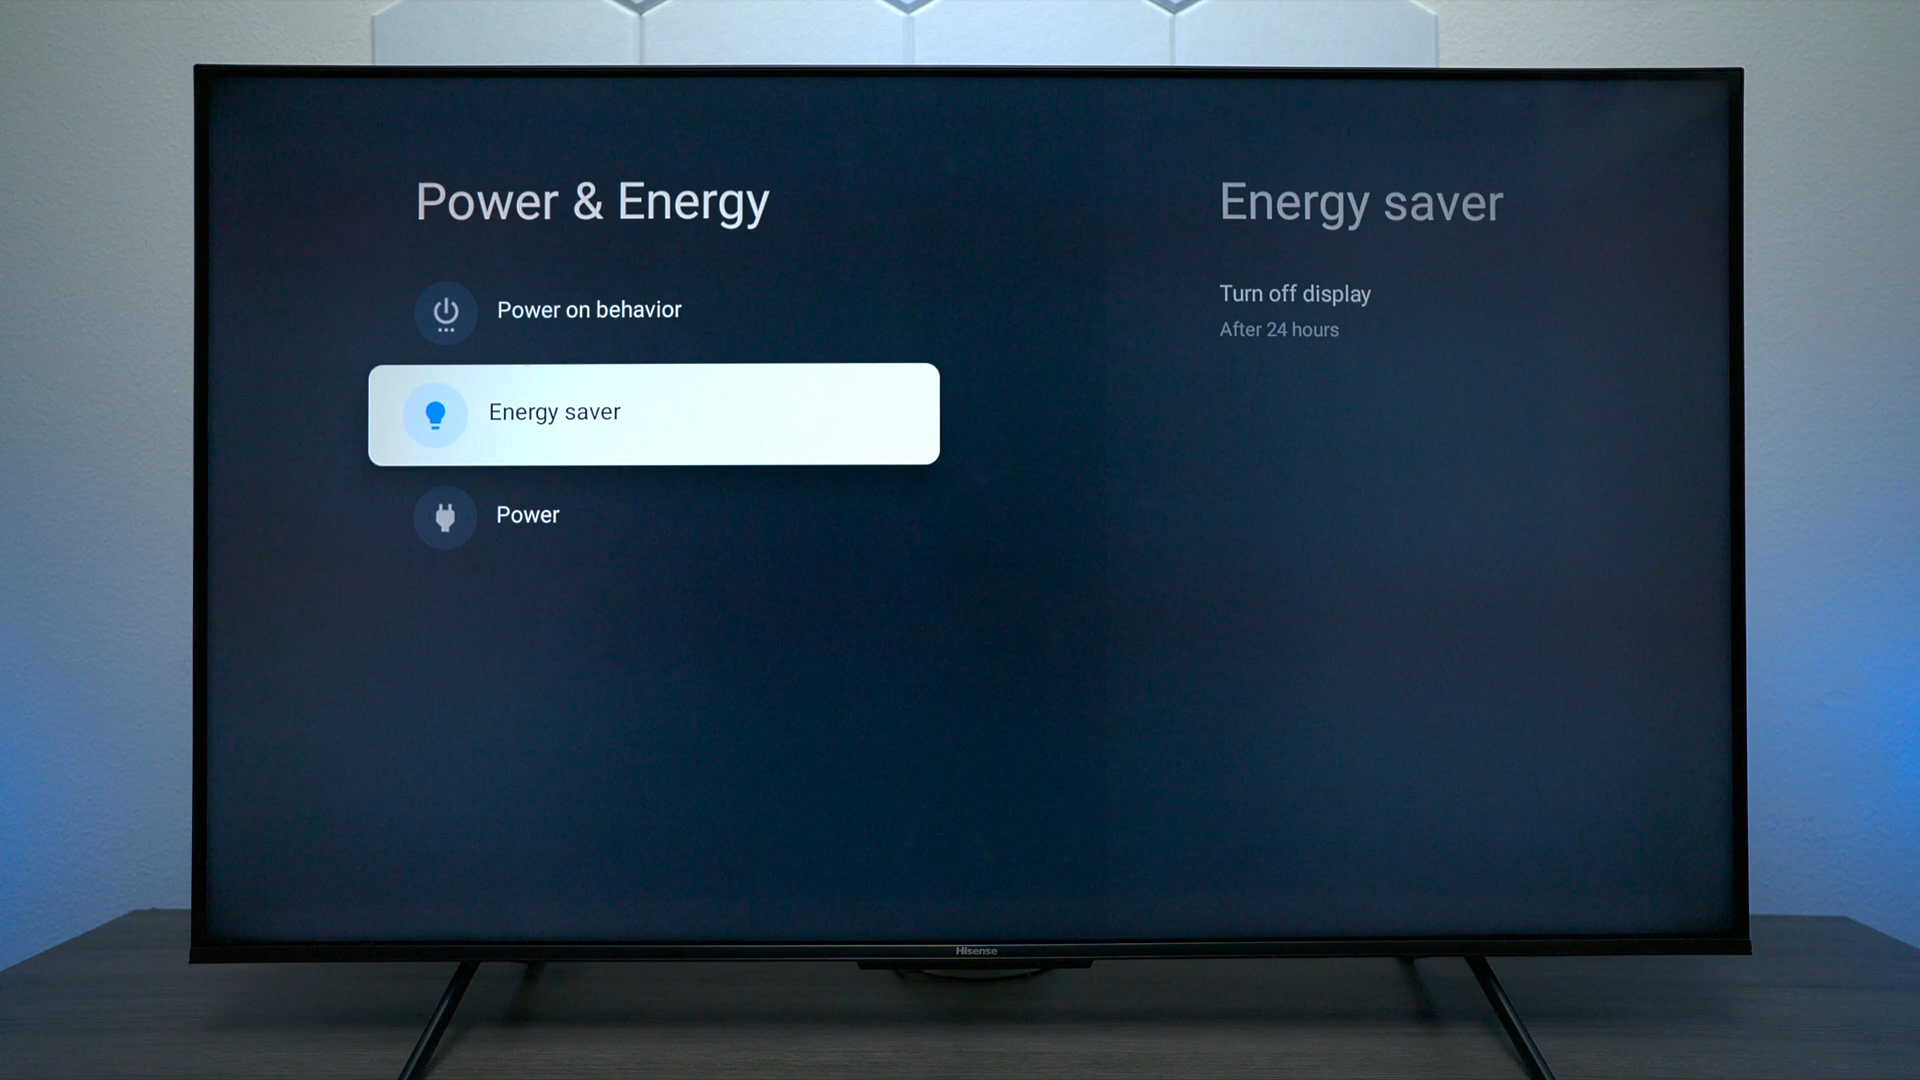 Power & Energy
Power on behavior
Energy saver
Power
Energy saver
Turn off display
After 24 hours
Hisense